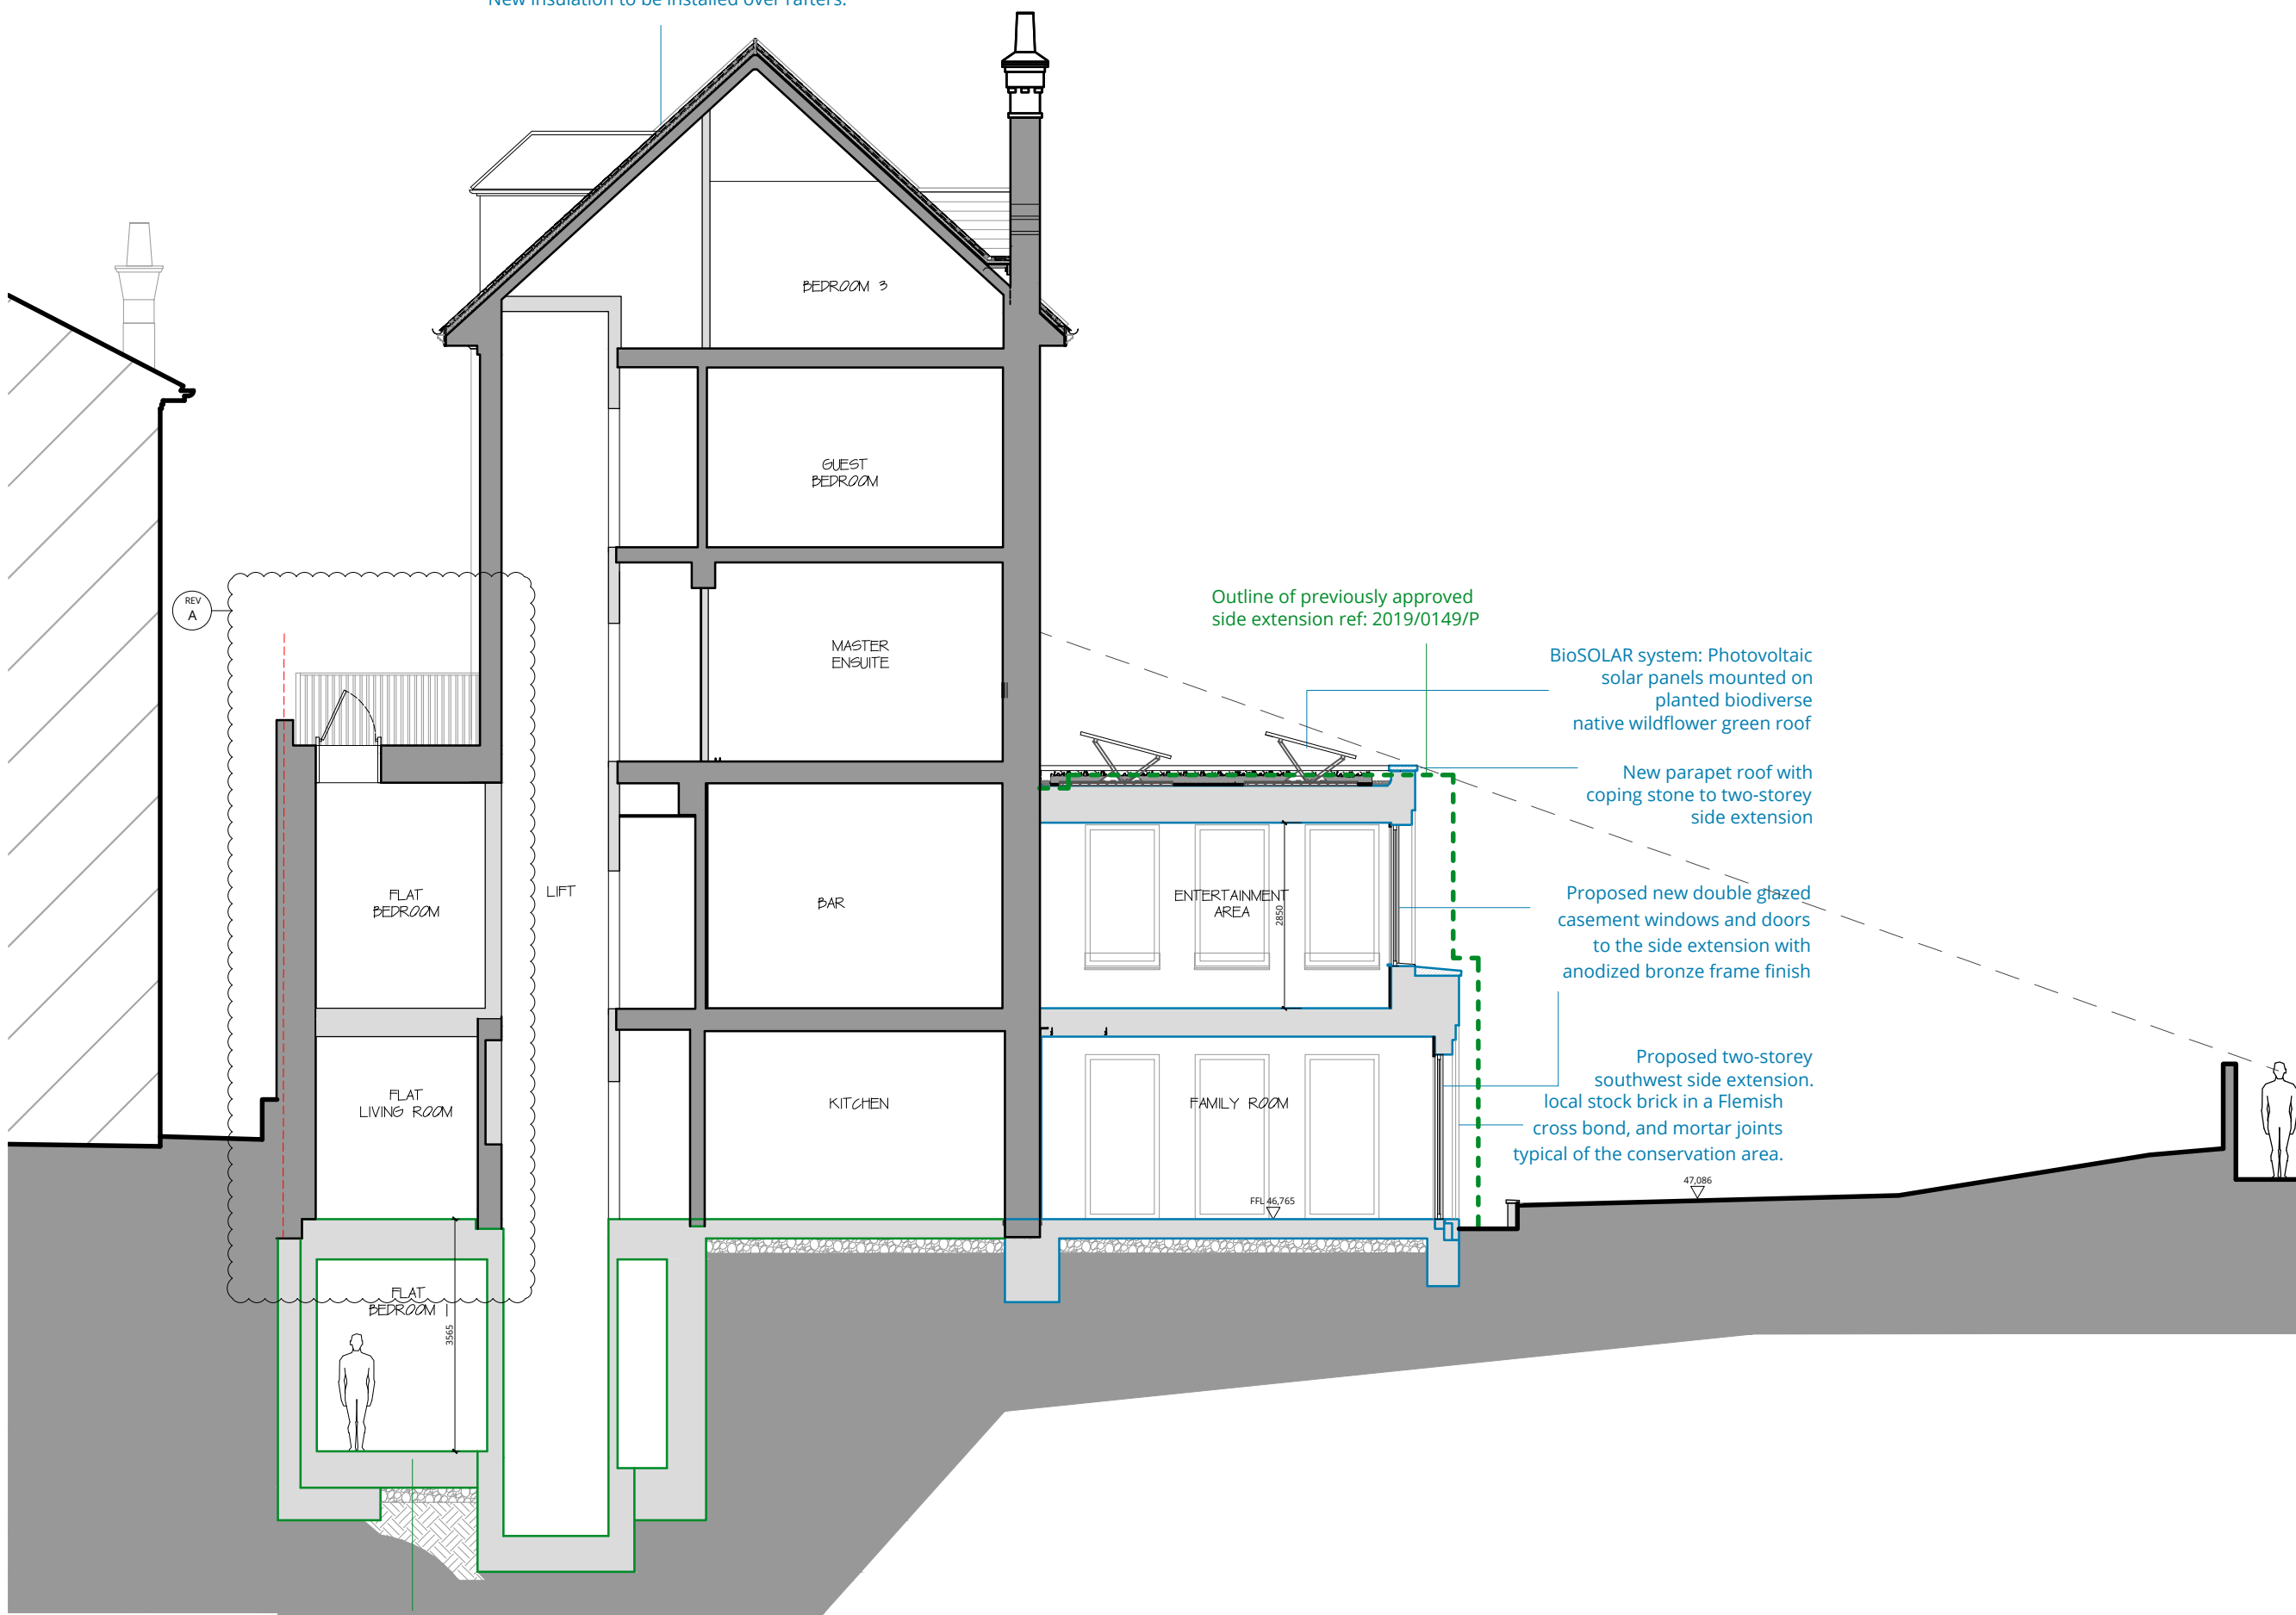 New insulation to be installed over rafters.
BEDROOM 3
GUEST
BEDROOM
REV
A
MASTER
ENSUITE
Outline of previously approved
side extension ref: 2019/0149/P
BioSOLAR system: Photovoltaic
solar panels mounted on
planted biodiverse
native wildflower green roof
New parapet roof with
coping stone to two-storey
side extension
FLAT
BEDROOM
LIFT
BAR
ENTERTAINMENT
AREA
2850
Proposed new double glazed
casement windows and doors
to the side extension with
anodized bronze frame finish
FLAT
LIVING ROOM
KITCHEN
FAMILY ROOM
Proposed two-storey
southwest side extension.
local stock brick in a Flemish
cross bond, and mortar joints
typical of the conservation area.
47,086
FFL 46,765
FLAT
BEDROOM 1
3565